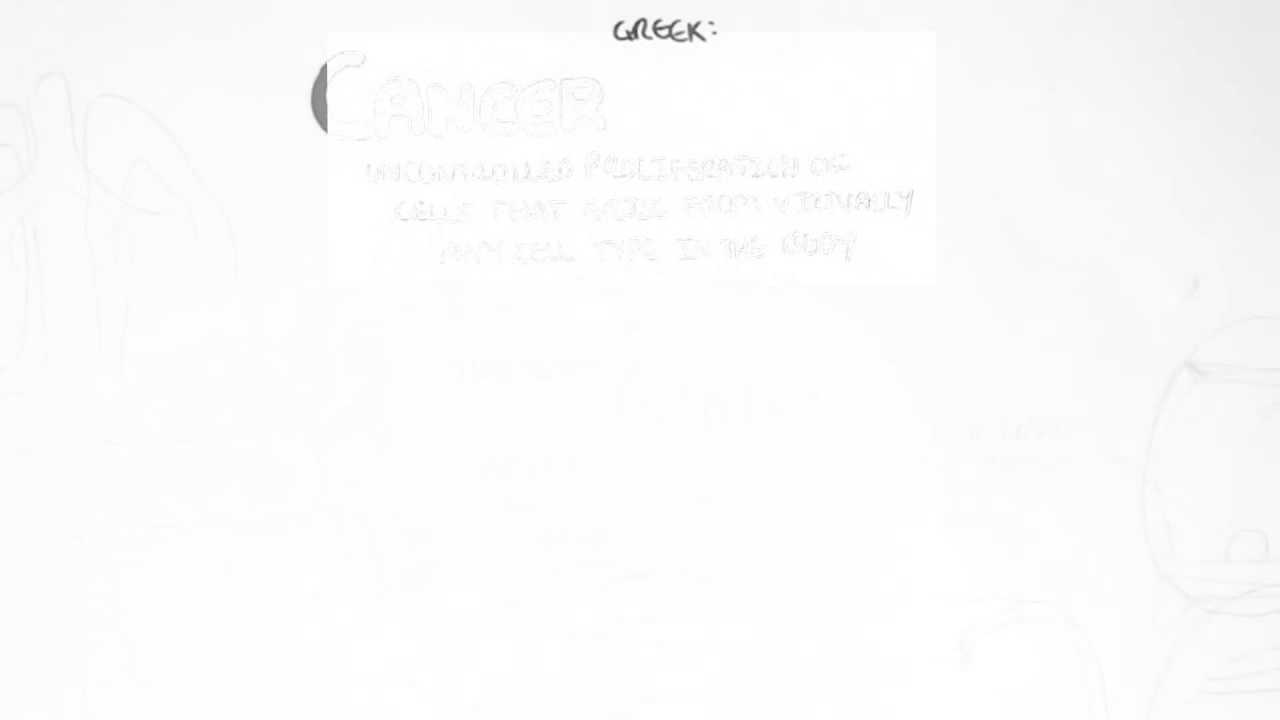 GREEK:
CANCER
UNCONTROLLED PROLIFERATION OF
CELLS THAT ARISE FROM VIRTUALLY
ANY CELL TYPE IN THE BODY